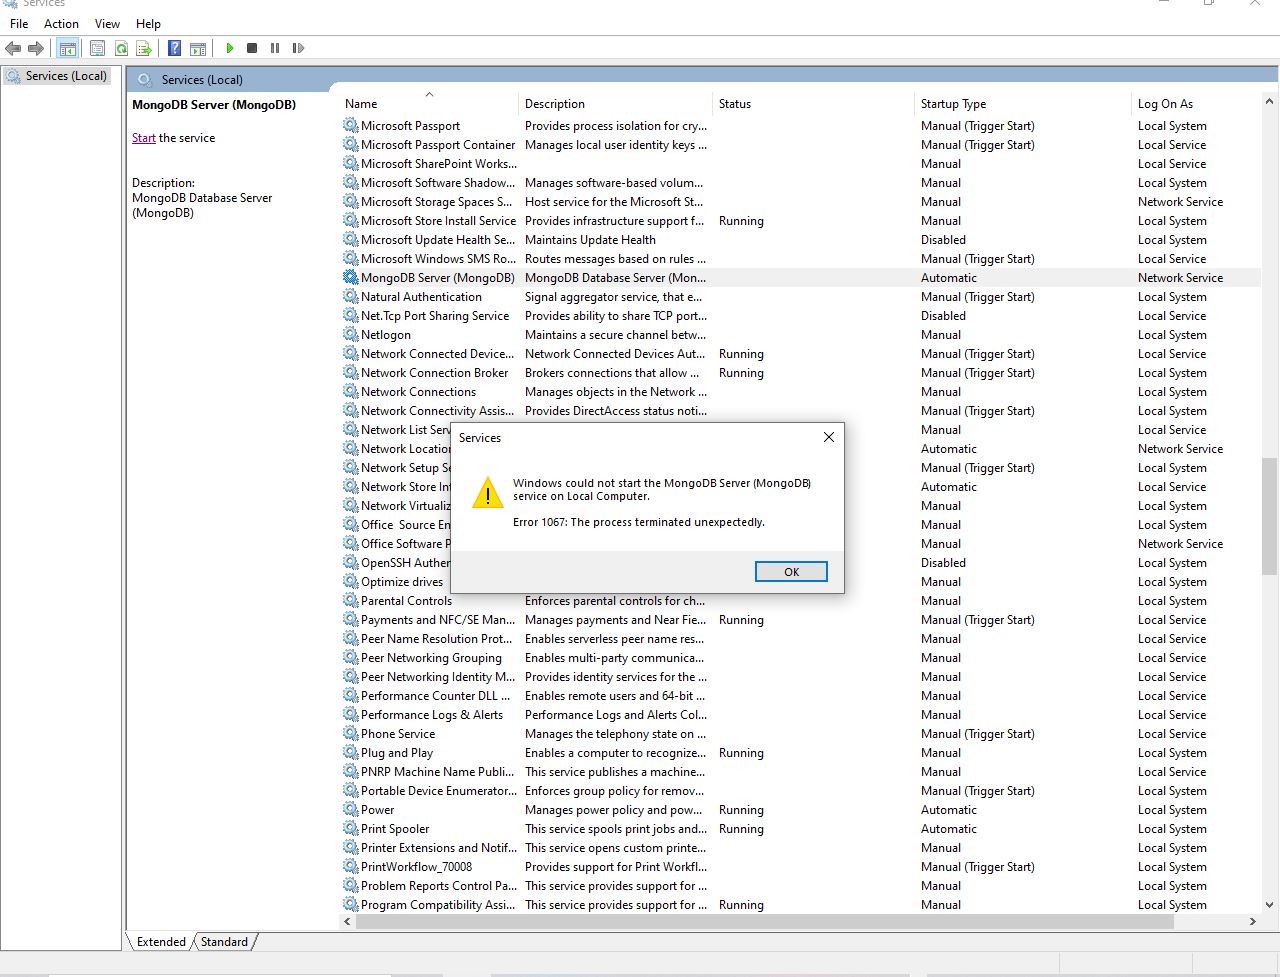 Services
File Action View Help
Services (Local)
Services (Local)
MongoDB Server (MongoDB)
Start the service
Description:
MongoDB Database Server
(MongoDB)
Name Description Status Startup Type Log On As
Microsoft Passport Provides process isolation for cry... Manual (Trigger Start) Local System
Microsoft Passport Container Manages local user identity keys ... Manual (Trigger Start) Local Service
Microsoft SharePoint Works... Manual Local Service
Microsoft Software Shadow... Manages software-based volum... Manual Local System
Microsoft Storage Spaces S... Host service for the Microsoft St... Manual Network Service
Microsoft Store Install Service Provides infrastructure support f... Running Manual Local System
Microsoft Update Health Se... Maintains Update Health Disabled Local System
Microsoft Windows SMS Ro... Routes messages based on rules ... Manual (Trigger Start) Local System
MongoDB Server (MongoDB) MongoDB Database Server (Mon... Automatic Network Service
Natural Authentication Signal aggregator service, that e... Manual (Trigger Start) Local System
Net.Tcp Port Sharing Service Provides ability to share TCP port... Disabled Local Service
Netlogon Maintains a secure channel betw... Manual Local System
Network Connected Device... Network Connected Devices Aut... Running Manual (Trigger Start) Local Service
Network Connection Broker Brokers connections that allow ... Running Manual (Trigger Start) Local System
Network Connections Manages objects in the Network ... Manual Local System
Network Connectivity Assis... Provides DirectAccess status noti... Manual (Trigger Start) Local System
Network List Serv Manual Local Service
Network Location Automatic Network Service
Network Setup Se Manual (Trigger Start) Local System
Network Store Int Automatic Local Service
Network Virtualiz Manual Local System
Office Source En Manual Local System
Office Software P Manual Network Service
OpenSSH Authen Disabled Local System
Optimize drives Manual Local System
Parental Controls Enforces parental controls for ch... Manual Local System
Payments and NFC/SE Man... Manages payments and Near Fie... Running Manual (Trigger Start) Local Service
Peer Name Resolution Prot... Enables serverless peer name res... Manual Local Service
Peer Networking Grouping Enables multi-party communica... Manual Local Service
Peer Networking Identity M... Provides identity services for the ... Manual Local Service
Performance Counter DLL ... Enables remote users and 64-bit ... Manual Local Service
Performance Logs & Alerts Performance Logs and Alerts Col... Manual Local Service
Phone Service Manages the telephony state on ... Manual (Trigger Start) Local Service
Plug and Play Enables a computer to recognize... Running Manual Local System
PNRP Machine Name Publi... This service publishes a machine... Manual Local Service
Portable Device Enumerator... Enforces group policy for remov... Manual (Trigger Start) Local System
Power Manages power policy and pow... Running Automatic Local System
Print Spooler This service spools print jobs and... Running Automatic Local System
Printer Extensions and Notif... This service opens custom printe... Manual Local System
PrintWorkflow_70008 Provides support for Print Workfl... Manual (Trigger Start) Local System
Problem Reports Control Pa... This service provides support for ... Manual Local System
Program Compatibility Assi... This service provides support for ... Running Manual Local System
Services
Windows could not start the MongoDB Server (MongoDB)
service on Local Computer.
Error 1067: The process terminated unexpectedly.
OK
Extended Standard